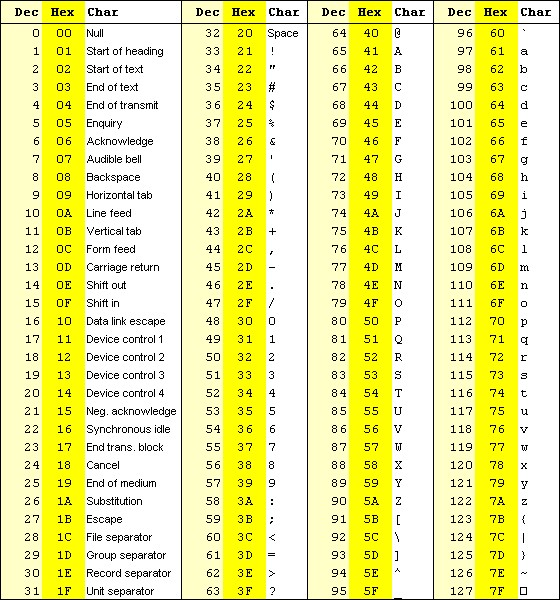 Dec Hex Char Dec Hex Char Dec Hex Char Dec Hex Char
0 00 Null 32 20 Space 64 40 @ 96 60 `
1 01 Start of heading 33 21 ! 65 41 A 97 61 a
2 02 Start of text 34 22 " 66 42 B 98 62 b
3 03 End of text 35 23 # 67 43 C 99 63 c
4 04 End of transmit 36 24 $ 68 44 D 100 64 d
5 05 Enquiry 37 25 % 69 45 E 101 65 e
6 06 Acknowledge 38 26 & 70 46 F 102 66 f
7 07 Audible bell 39 27 ' 71 47 G 103 67 g
8 08 Backspace 40 28 ( 72 48 H 104 68 h
9 09 Horizontal tab 41 29 ) 73 49 I 105 69 i
10 0A Line feed 42 2A * 74 4A J 106 6A j
11 0B Vertical tab 43 2B + 75 4B K 107 6B k
12 0C Form feed 44 2C , 76 4C L 108 6C l
13 0D Carriage return 45 2D - 77 4D M 109 6D m
14 0E Shift out 46 2E . 78 4E N 110 6E n
15 0F Shift in 47 2F / 79 4F O 111 6F o
16 10 Data link escape 48 30 0 80 50 P 112 70 p
17 11 Device control 1 49 31 1 81 51 Q 113 71 q
18 12 Device control 2 50 32 2 82 52 R 114 72 r
19 13 Device control 3 51 33 3 83 53 S 115 73 s
20 14 Device control 4 52 34 4 84 54 T 116 74 t
21 15 Neg. acknowledge 53 35 5 85 55 U 117 75 u
22 16 Synchronous idle 54 36 6 86 56 V 118 76 v
23 17 End trans. block 55 37 7 87 57 W 119 77 w
24 18 Cancel 56 38 8 88 58 X 120 78 x
25 19 End of medium 57 39 9 89 59 Y 121 79 y
26 1A Substitution 58 3A : 90 5A Z 122 7A z
27 1B Escape 59 3B ; 91 5B [ 123 7B {
28 1C File separator 60 3C < 92 5C \ 124 7C |
29 1D Group separator 61 3D = 93 5D ] 125 7D }
30 1E Record separator 62 3E > 94 5E ^ 126 7E ~
31 1F Unit separator 63 3F ? 95 5F _ 127 7F □